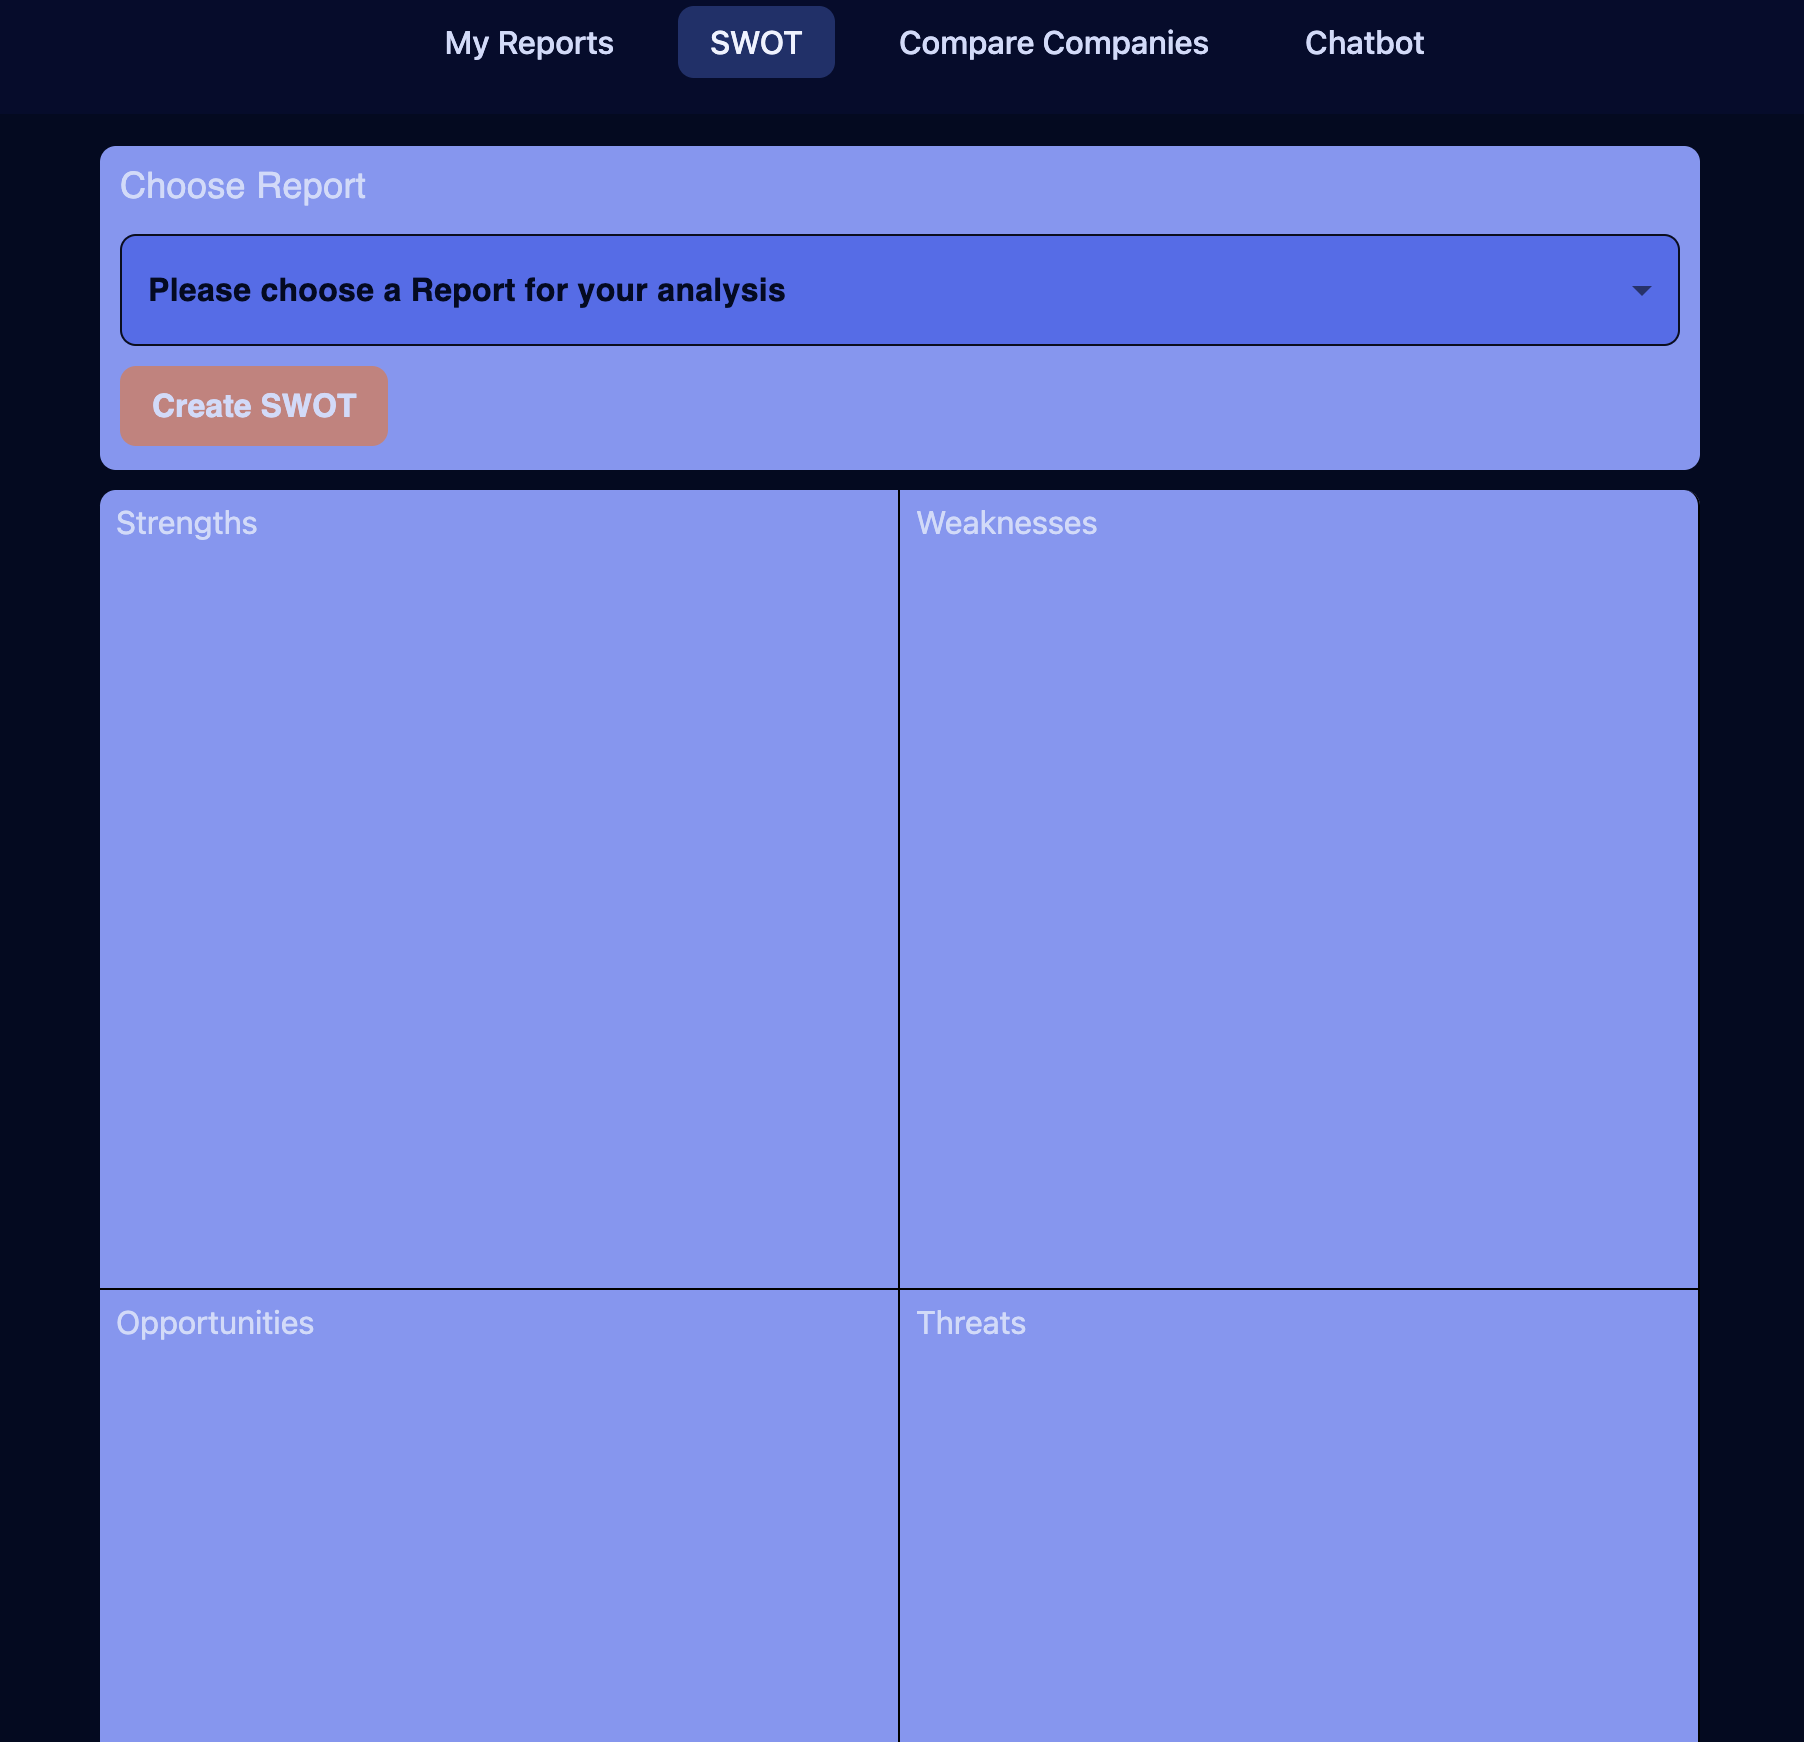 My Reports SWOT Compare Companies Chatbot
Choose Report
Please choose a Report for your analysis
Create SWOT
Strengths
Weaknesses
Opportunities
Threats